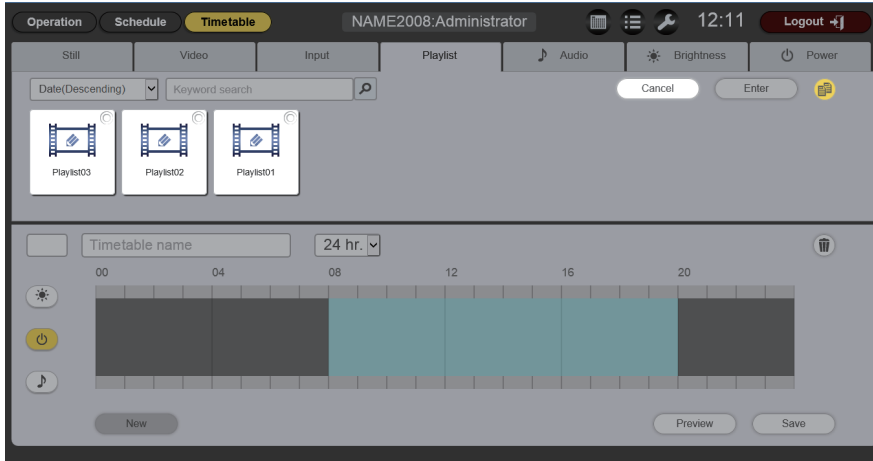 Operation Schedule Timetable NAME2008:Administrator 12:11 Logout
Still Video Input Playlist Audio Brightness Power
Date(Descending) Keyword search Cancel Enter
Playlist03 Playlist02 Playlist01
Timetable name 24 hr.
00 04 08 12 16 20
New Preview Save